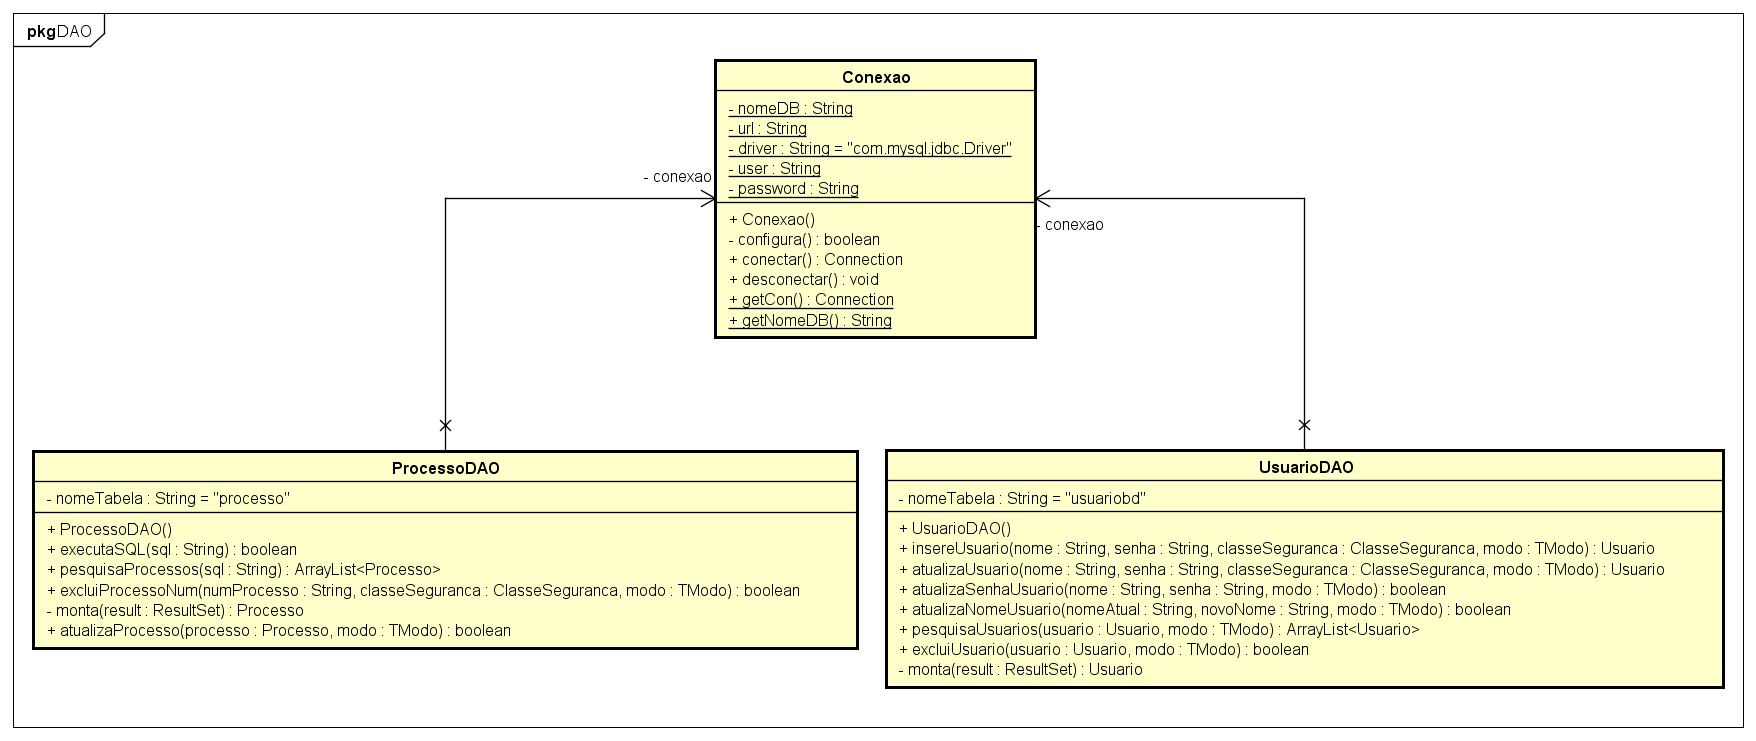 pkg DAO
Conexao
- nomeDB : String
- url : String
- driver : String = "com.mysql.jdbc.Driver"
- user : String
- password : String
+ Conexao()
- configura() : boolean
+ conectar() : Connection
+ desconectar() : void
+ getCon() : Connection
+ getNomeDB() : String
- conexao
- conexao
ProcessoDAO
- nomeTabela : String = "processo"
+ ProcessoDAO()
+ executaSQL(sql : String) : boolean
+ pesquisaProcessos(sql : String) : ArrayList<Processo>
+ excluiProcessoNum(numProcesso : String, classeSeguranca : ClasseSeguranca, modo : TModo) : boolean
- monta(result : ResultSet) : Processo
+ atualizaProcesso(processo : Processo, modo : TModo) : boolean
UsuarioDAO
- nomeTabela : String = "usuariobd"
+ UsuarioDAO()
+ insereUsuario(nome : String, senha : String, classeSeguranca : ClasseSeguranca, modo : TModo) : Usuario
+ atualizaUsuario(nome : String, senha : String, classeSeguranca : ClasseSeguranca, modo : TModo) : Usuario
+ atualizaSenhaUsuario(nome : String, senha : String, modo : TModo) : boolean
+ atualizaNomeUsuario(nomeAtual : String, novoNome : String, modo : TModo) : boolean
+ pesquisaUsuarios(usuario : Usuario, modo : TModo) : ArrayList<Usuario>
+ excluiUsuario(usuario : Usuario, modo : TModo) : boolean
- monta(result : ResultSet) : Usuario